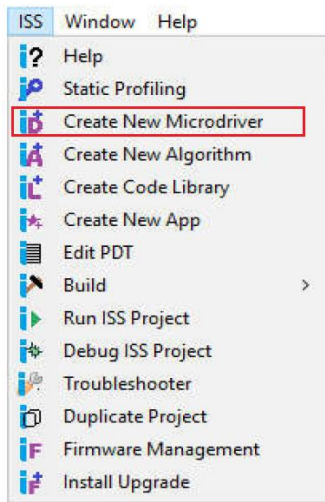 ISS Window Help
Help
Static Profiling
Create New Microdriver
Create New Algorithm
Create Code Library
Create New App
Edit PDT
Build >
Run ISS Project
Debug ISS Project
Troubleshooter
Duplicate Project
Firmware Management
Install Upgrade